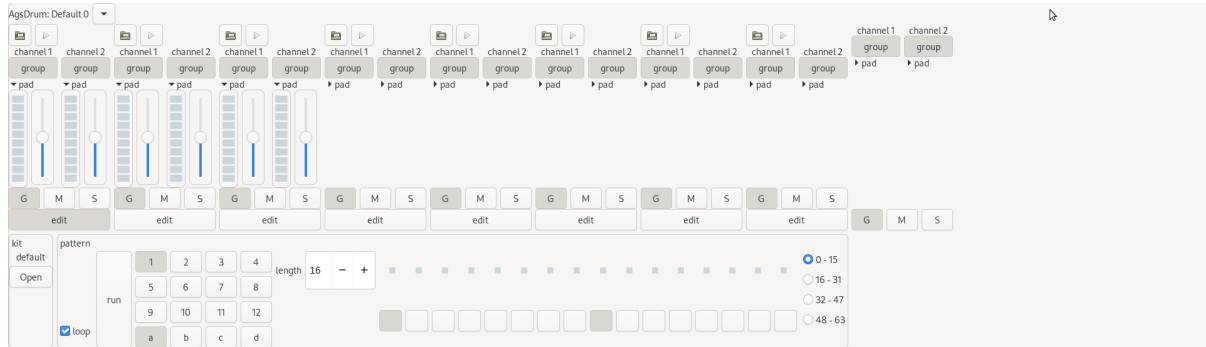 AgsDrum: Default 0
channel 1 channel 2 channel 1 channel 2 channel 1 channel 2 channel 1 channel 2 channel 1 channel 2 channel 1 channel 2 channel 1 channel 2 channel 1 channel 2 channel 1 channel 2
group group group group group group group group group group group group group group group group group group
pad pad pad pad pad pad pad pad pad pad pad pad pad pad pad pad pad pad
G M S G M S G M S G M S G M S G M S G M S G M S
edit edit edit edit edit edit edit edit G M S
kit pattern
default
Open
run
loop
1 2 3 4
5 6 7 8
9 10 11 12
a b c d
length 16 − +
0 - 15
16 - 31
32 - 47
48 - 63